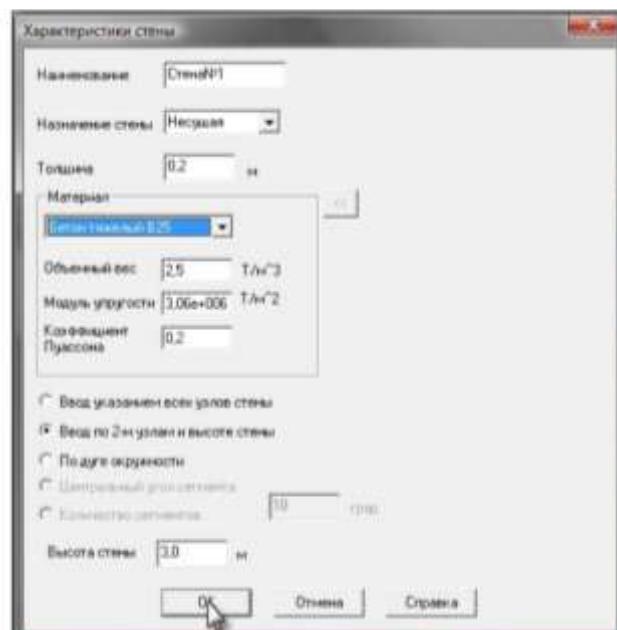 Характеристики стены
Наименование Стена№1
Назначение стены Несущая
Толщина 0,2 м
Материал
Бетон тяжелый B25
<<
Объемный вес 2,5 Т/м^3
Модуль упругости 3,06e+006 Т/м^2
Коэффициент
Пуассона 0,2
Ввод указанием всех узлов стены
Ввод по 2-м узлам и высоте стены
По дуге окружности
Центральный угол сегмента
Количество сегментов 10 град
Высота стены 3,0 м
OK Отмена Справка